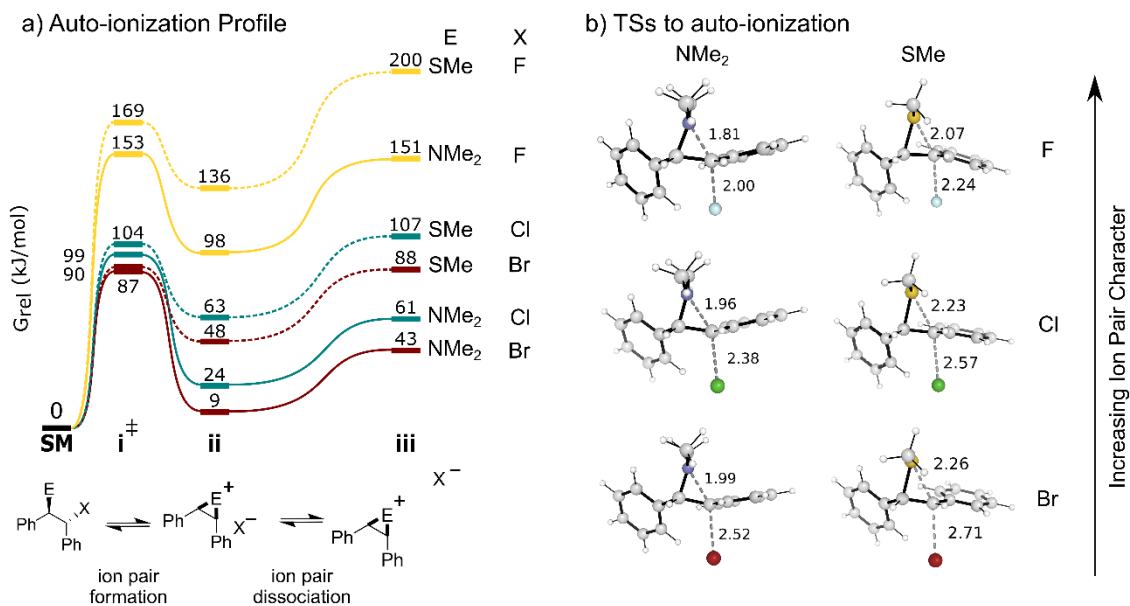 a) Auto-ionization Profile
E X
200 SMe F
169
153
151 NMe₂ F
136
107 SMe Cl
104
98
99
88 SMe Br
90
87
63
61 NMe₂ Cl
48
43 NMe₂ Br
24
9
0
Grel (kJ/mol)
SM i‡ ii iii
X⁻
E
X
Ph
Ph
E⁺
X⁻
Ph
Ph
E⁺
Ph
Ph
ion pair
formation
ion pair
dissociation
b) TSs to auto-ionization
NMe₂ SMe
1.81
2.00
2.07
2.24
F
1.96
2.38
2.23
2.57
Cl
1.99
2.52
2.26
2.71
Br
Increasing Ion Pair Character